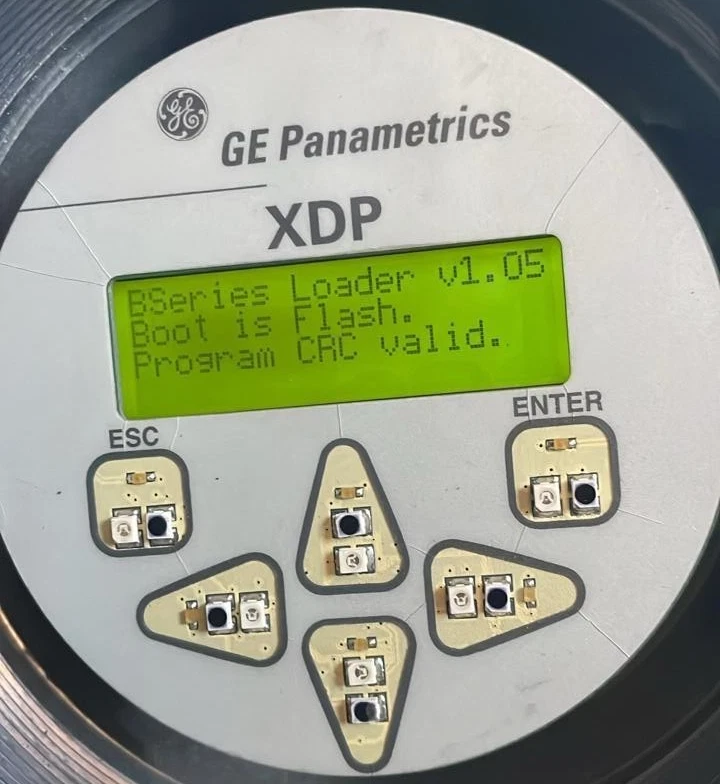 GE
GE Panametrics
XDP
BSeries Loader v1.05
Boot is Flash.
Program CRC valid.
ESC
ENTER